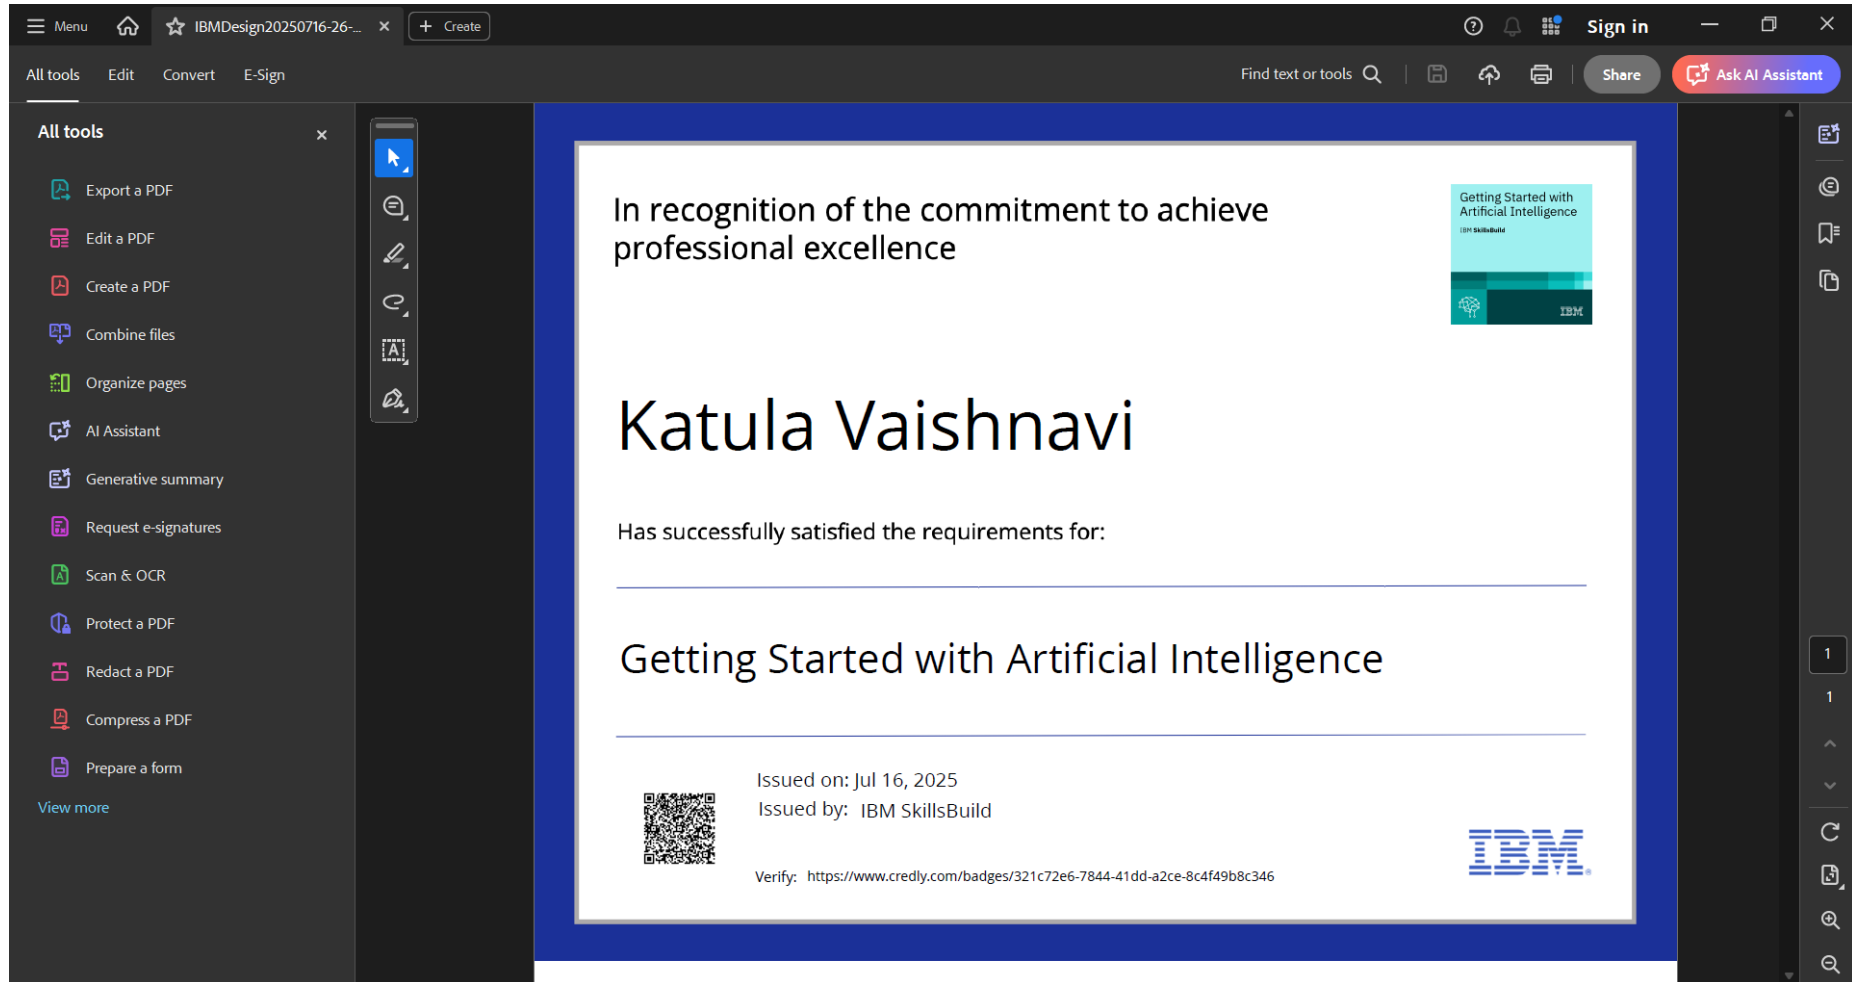 Menu
IBMDesign20250716-26-...
Create
Sign in
All tools
Edit
Convert
E-Sign
Find text or tools
Share
Ask AI Assistant
All tools
Export a PDF
Edit a PDF
Create a PDF
Combine files
Organize pages
AI Assistant
Generative summary
Request e-signatures
Scan & OCR
Protect a PDF
Redact a PDF
Compress a PDF
Prepare a form
View more
In recognition of the commitment to achieve
professional excellence
Getting Started with
Artificial Intelligence
IBM SkillsBuild
IBM
Katula Vaishnavi
Has successfully satisfied the requirements for:
Getting Started with Artificial Intelligence
Issued on: Jul 16, 2025
Issued by: IBM SkillsBuild
Verify: https://www.credly.com/badges/321c72e6-7844-41dd-a2ce-8c4f49b8c346
IBM®
1
1